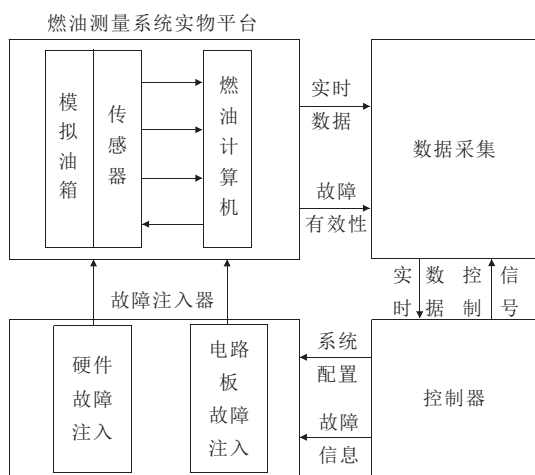 燃油测量系统实物平台
模拟油箱
传感器
燃油计算机
实时
数据
故障
有效性
数据采集
实时
数据
控制
信号
故障注入器
硬件
故障
注入
电路
板
故障
注入
系统
配置
故障
信息
控制器